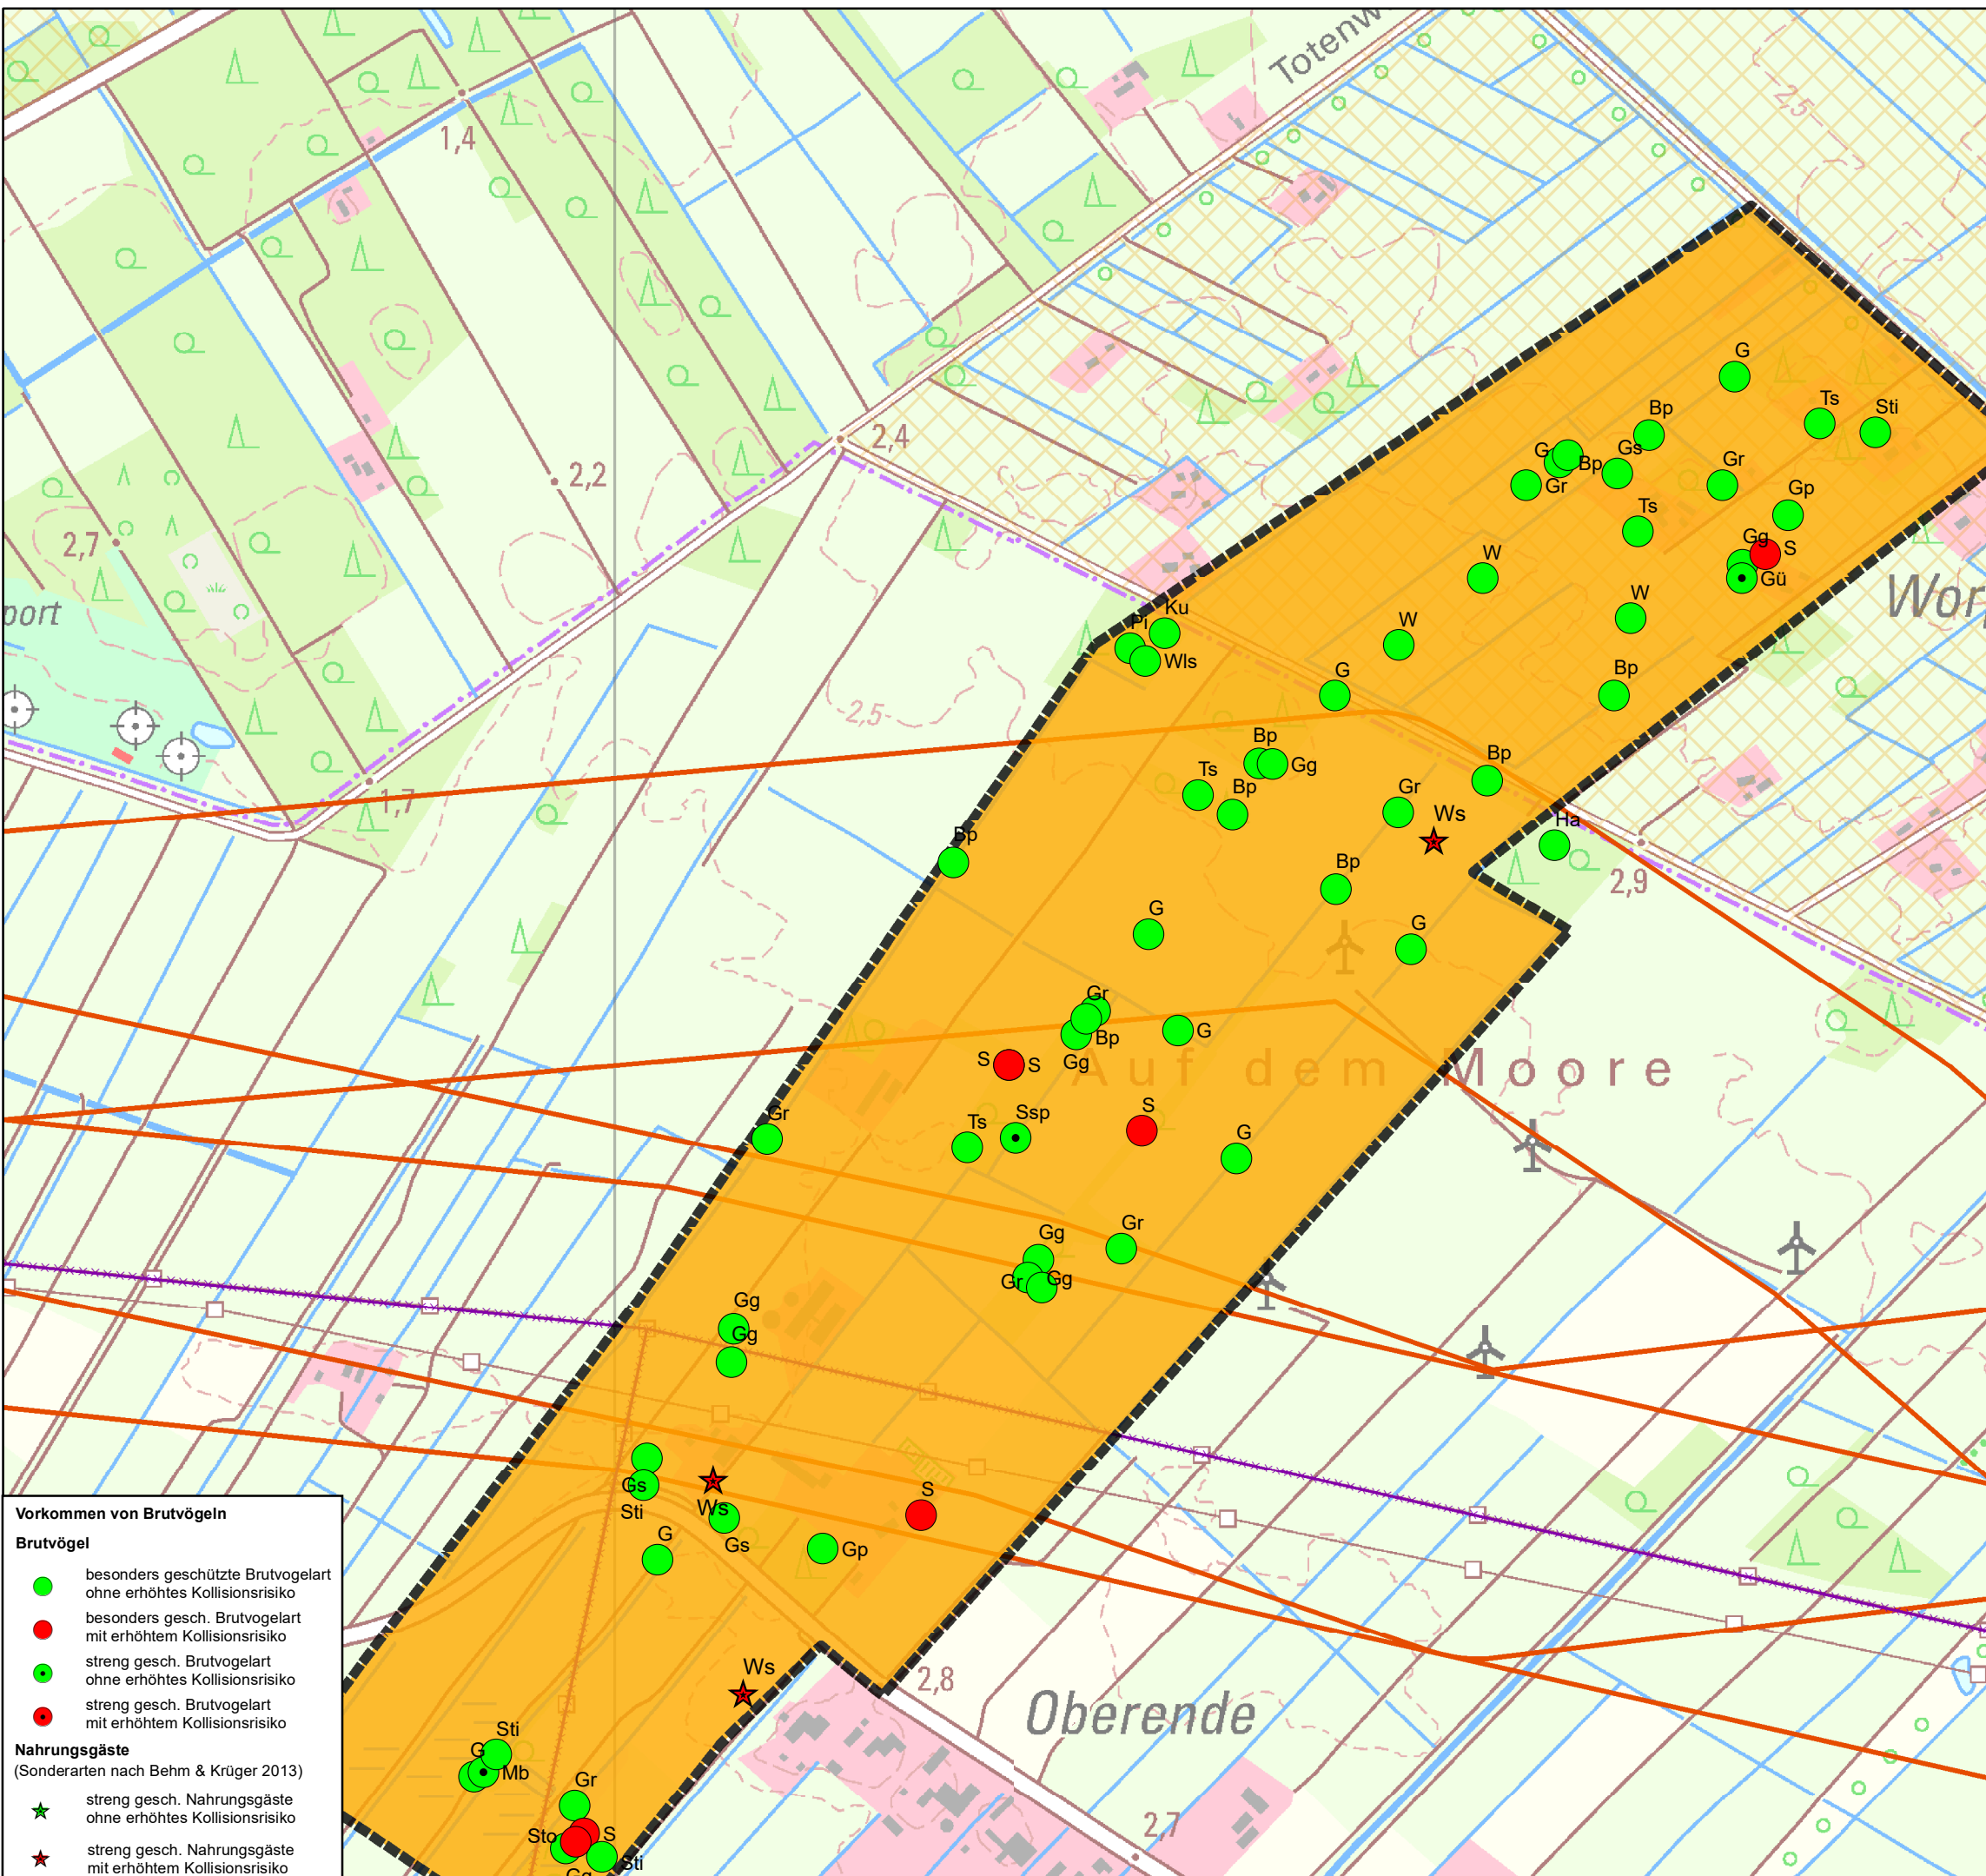 Totenw
1,4
2,5
2,4
2,2
2,7
port
G
Ts
Sti
Bp
G
Bp
Gs
Gr
Gr
Gp
Ts
Gg
S
Gü
W
W
W
Wor
Ku
Pi
Wls
G
Bp
2,5
1,7
Bp
Gg
Ts
Bp
Bp
Gr
Ws
Ha
2,9
Bp
Bp
G
G
Gr
Bp
Gg
G
S
S
Auf dem Moore
Gr
Ts
Ssp
S
G
Gg
Gr
Gr
Gg
Gg
Gg
Gs
Sti
Ws
Gs
G
S
Gp
Ws
2,8
Oberende
Sti
G
Mb
Gr
Sto
S
Gg
Sti
2,7
Vorkommen von Brutvögeln
Brutvögel
besonders geschützte Brutvogelart
ohne erhöhtes Kollisionsrisiko
besonders gesch. Brutvogelart
mit erhöhtem Kollisionsrisiko
streng gesch. Brutvogelart
ohne erhöhtes Kollisionsrisiko
streng gesch. Brutvogelart
mit erhöhtem Kollisionsrisiko
Nahrungsgäste
(Sonderarten nach Behm & Krüger 2013)
streng gesch. Nahrungsgäste
ohne erhöhtes Kollisionsrisiko
streng gesch. Nahrungsgäste
mit erhöhtem Kollisionsrisiko